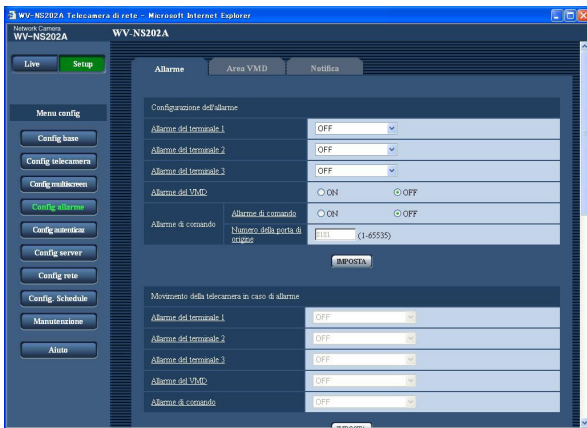 WV-NS202A Telecamera di rete - Microsoft Internet Explorer
Network Camera
WV-NS202A
WV-NS202A
Live Setup
Allarme Area VMD Notifica
Menu config
Config base
Config telecamera
Config multiscreen
Config allarme
Config autenticaz
Config server
Config rete
Config. Schedule
Manutenzione
Aiuto
Configurazione dell'allarme
Allarme del terminale 1 OFF
Allarme del terminale 2 OFF
Allarme del terminale 3 OFF
Allarme del VMD ON OFF
Allarme di comando Allarme di comando ON OFF
Numero della porta di origine 8181 (1-65535)
IMPOSTA
Movimento della telecamera in caso di allarme
Allarme del terminale 1 OFF
Allarme del terminale 2 OFF
Allarme del terminale 3 OFF
Allarme del VMD OFF
Allarme di comando OFF
IMPOSTA